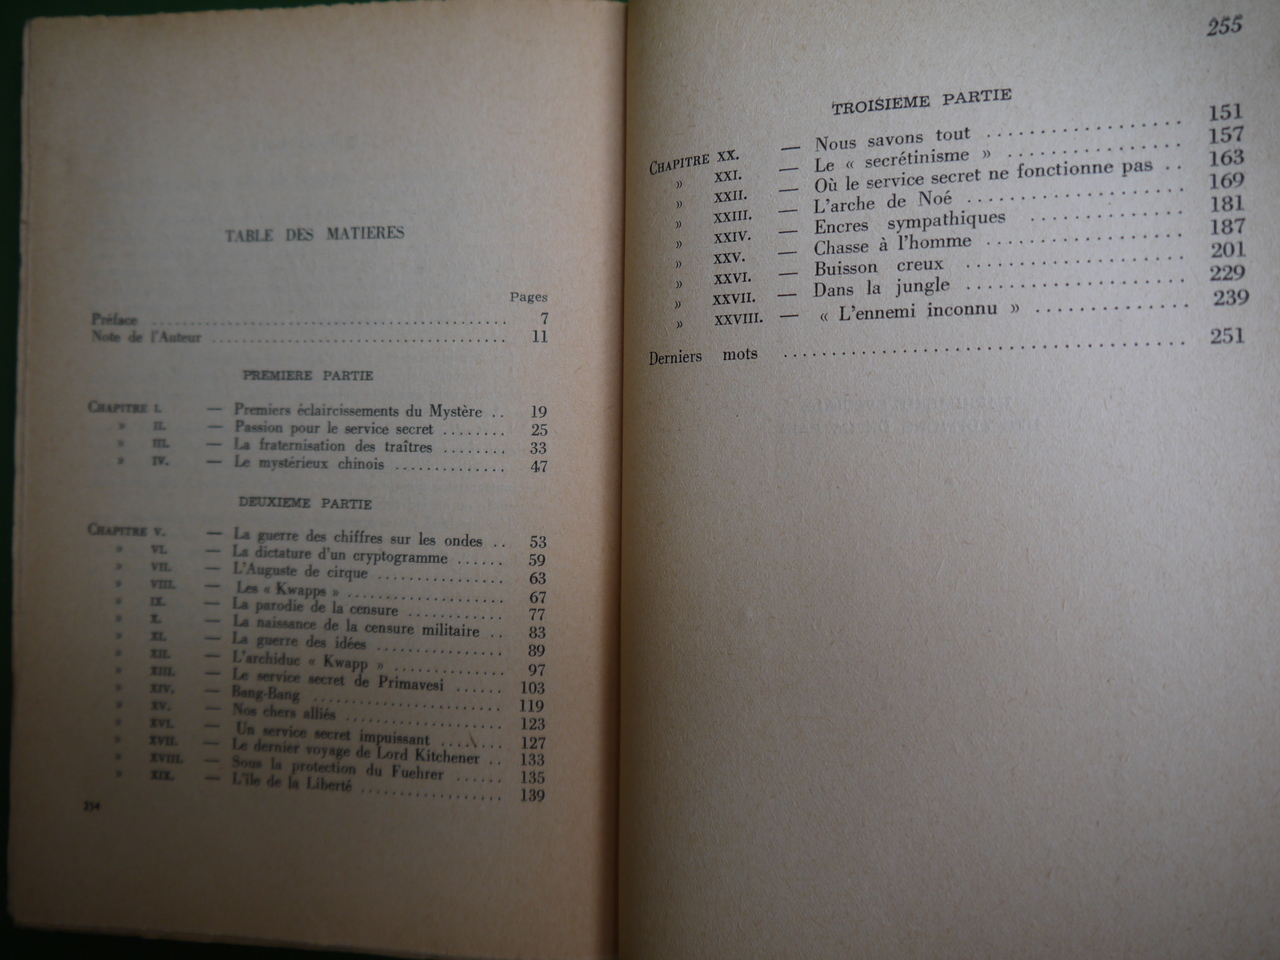 TABLE DES MATIERES
Pages
Préface ........................................ 7
Note de l'Auteur ................................ 11
PREMIERE PARTIE
CHAPITRE I. — Premiers éclaircissements du Mystère .. 19
» II. — Passion pour le service secret ........ 25
» III. — La fraternisation des traîtres ........ 33
» IV. — Le mystérieux chinois ............. 47
DEUXIEME PARTIE
CHAPITRE V. — La guerre des chiffres sur les ondes .. 53
» VI. — La dictature d'un cryptogramme ...... 59
» VII. — L'Auguste de cirque ............... 63
» VIII. — Les « Kwapps » ................... 67
» IX. — La parodie de la censure ............ 77
» X. — La naissance de la censure militaire .. 83
» XI. — La guerre des idées ............... 89
» XII. — L'archiduc « Kwapp » ............. 97
» XIII. — Le service secret de Primavesi ...... 103
» XIV. — Bang-Bang ...................... 119
» XV. — Nos chers alliés .................. 123
» XVI. — Un service secret impuissant ........ 127
» XVII. — Le dernier voyage de Lord Kitchener .. 133
» XVIII. — Sous la protection du Fuehrer ...... 135
» XIX. — L'île de la Liberté ................ 139
254
255
TROISIEME PARTIE
CHAPITRE XX. — Nous savons tout .................. 151
» XXI. — Le « secrétinisme » ................ 157
» XXII. — Où le service secret ne fonctionne pas .. 163
» XXIII. — L'arche de Noé .................... 169
» XXIV. — Encres sympathiques .............. 181
» XXV. — Chasse à l'homme .................. 187
» XXVI. — Buisson creux .................... 201
» XXVII. — Dans la jungle .................... 229
» XXVIII. — « L'ennemi inconnu » .............. 239
Derniers mots .................................. 251